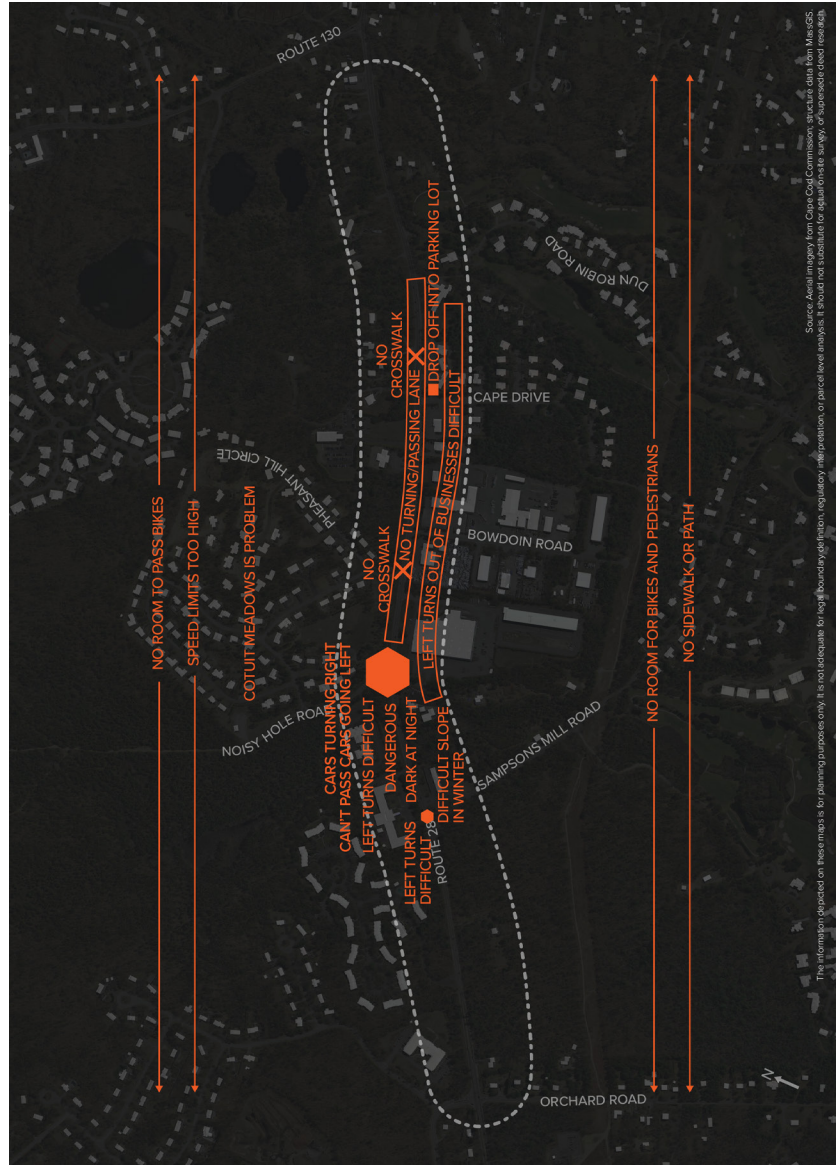 ROUTE 130
NO ROOM TO PASS BIKES
SPEED LIMITS TOO HIGH
COTUIT MEADOWS IS PROBLEM
PHEASANT HILL CIRCLE
NOISY HOLE ROAD
CARS TURNING RIGHT
CAN'T PASS CARS GOING LEFT
LEFT TURNS DIFFICULT
DANGEROUS
DARK AT NIGHT
DIFFICULT SLOPE
IN WINTER
LEFT TURNS
DIFFICULT
ROUTE 28
NO
CROSSWALK
NO
CROSSWALK
NO TURNING/PASSING LANE
DROP OFF INTO PARKING LOT
LEFT TURNS OUT OF BUSINESSES DIFFICULT
DUN ROBIN ROAD
CAPE DRIVE
BOWDOIN ROAD
SAMPSONS MILL ROAD
NO ROOM FOR BIKES AND PEDESTRIANS
NO SIDEWALK OR PATH
ORCHARD ROAD
N
Source: Aerial imagery from Cape Cod Commission; structure data from MassGIS.
The information depicted on these maps is for planning purposes only. It is not adequate for legal boundary definition, regulatory interpretation, or parcel level analysis. It should not substitute for actual on-site survey, or supersede deed research.